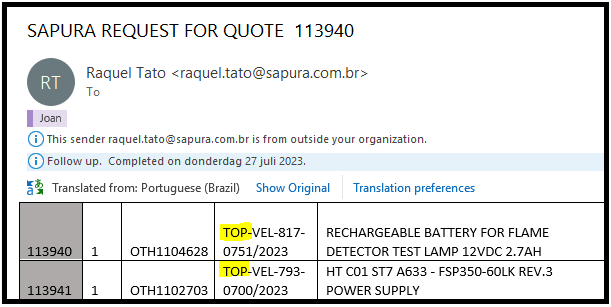 SAPURA REQUEST FOR QUOTE 113940
RT
Raquel Tato <raquel.tato@sapura.com.br>
To
Joan
This sender raquel.tato@sapura.com.br is from outside your organization.
Follow up. Completed on donderdag 27 juli 2023.
Translated from: Portuguese (Brazil) Show Original Translation preferences
113940 1 OTH1104628 TOP-VEL-817-
0751/2023 RECHARGEABLE BATTERY FOR FLAME
DETECTOR TEST LAMP 12VDC 2.7AH
113941 1 OTH1102703 TOP-VEL-793-
0700/2023 HT C01 ST7 A633 - FSP350-60LK REV.3
POWER SUPPLY